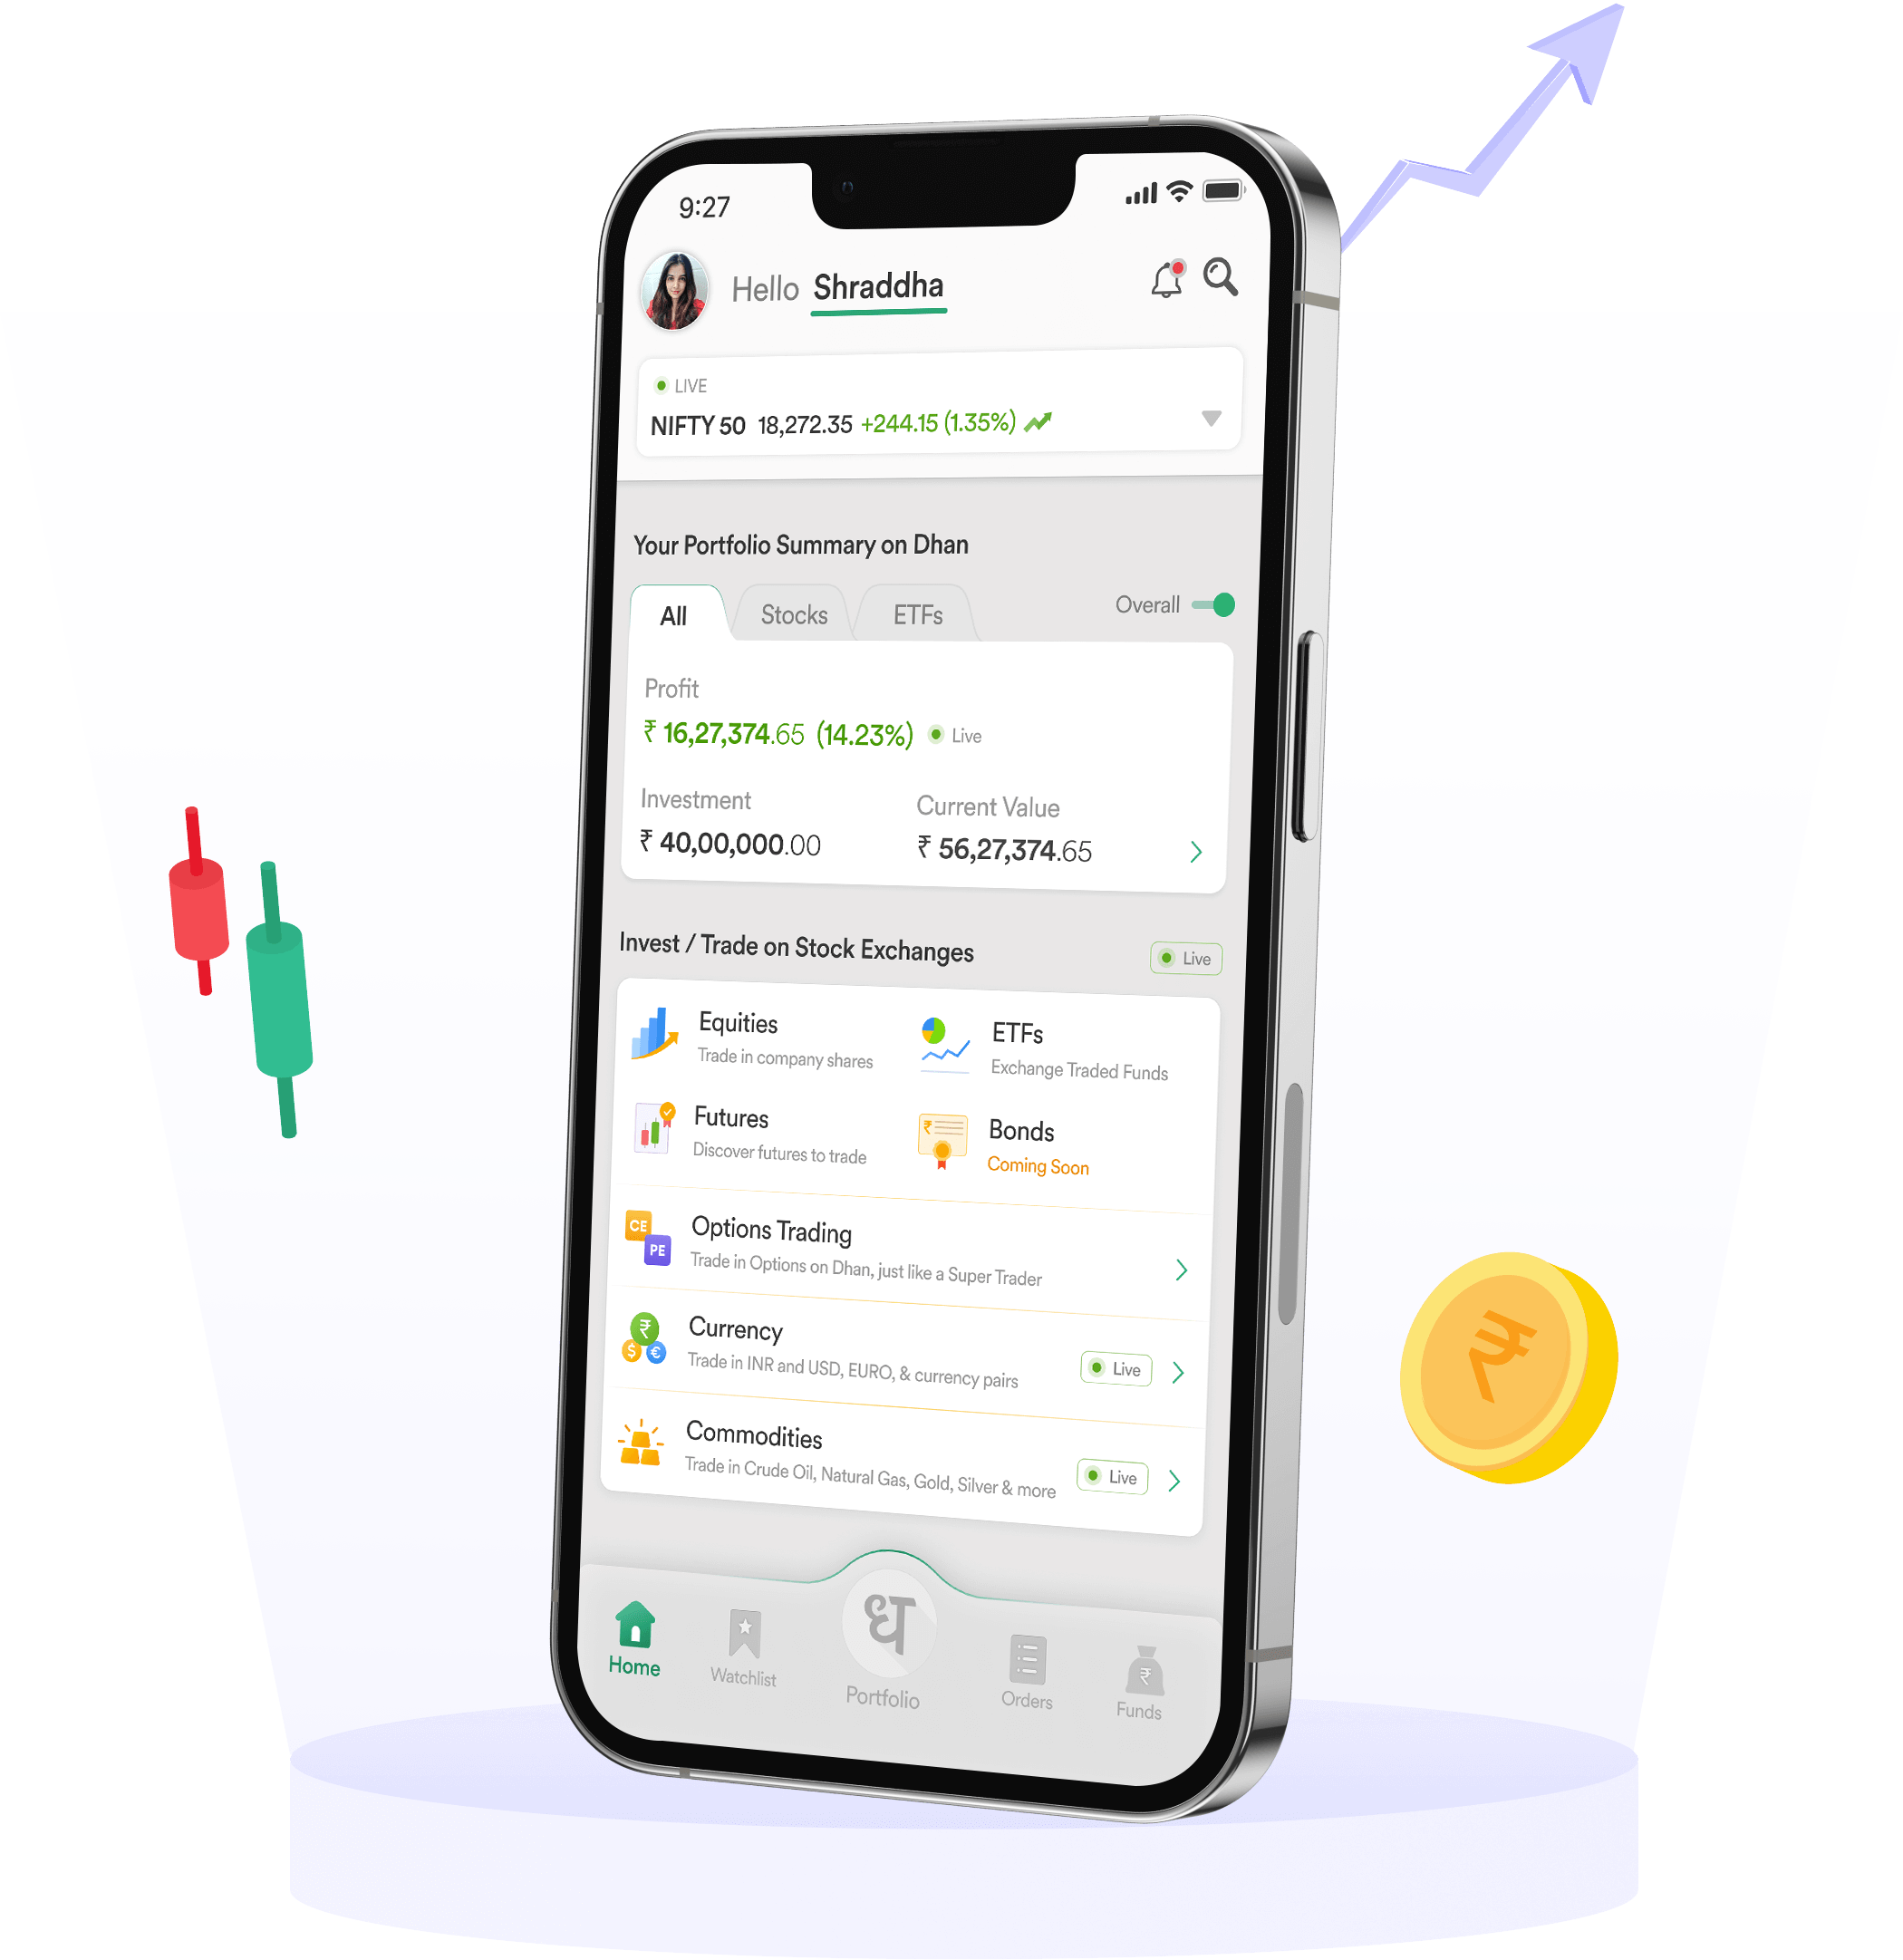 9:27
Hello Shraddha
LIVE
NIFTY 50 18,272.35 +244.15 (1.35%)
Your Portfolio Summary on Dhan
All Stocks ETFs Overall
Profit
₹ 16,27,374.65 (14.23%) Live
Investment Current Value
₹ 40,00,000.00 ₹ 56,27,374.65
Invest / Trade on Stock Exchanges Live
Equities
Trade in company shares
ETFs
Exchange Traded Funds
Futures
Discover futures to trade
₹
Bonds
Coming Soon
CE
PE
Options Trading
Trade in Options on Dhan, just like a Super Trader
₹
$ €
Currency
Trade in INR and USD, EURO, & currency pairs
Live
Commodities
Trade in Crude Oil, Natural Gas, Gold, Silver & more
Live
Home
Watchlist
ध
Portfolio
Orders
₹
Funds
₹